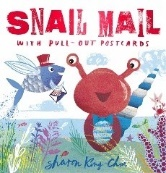 SNAIL MAIL
WITH PULL-OUT POSTCARDS
Sharon King-Chai